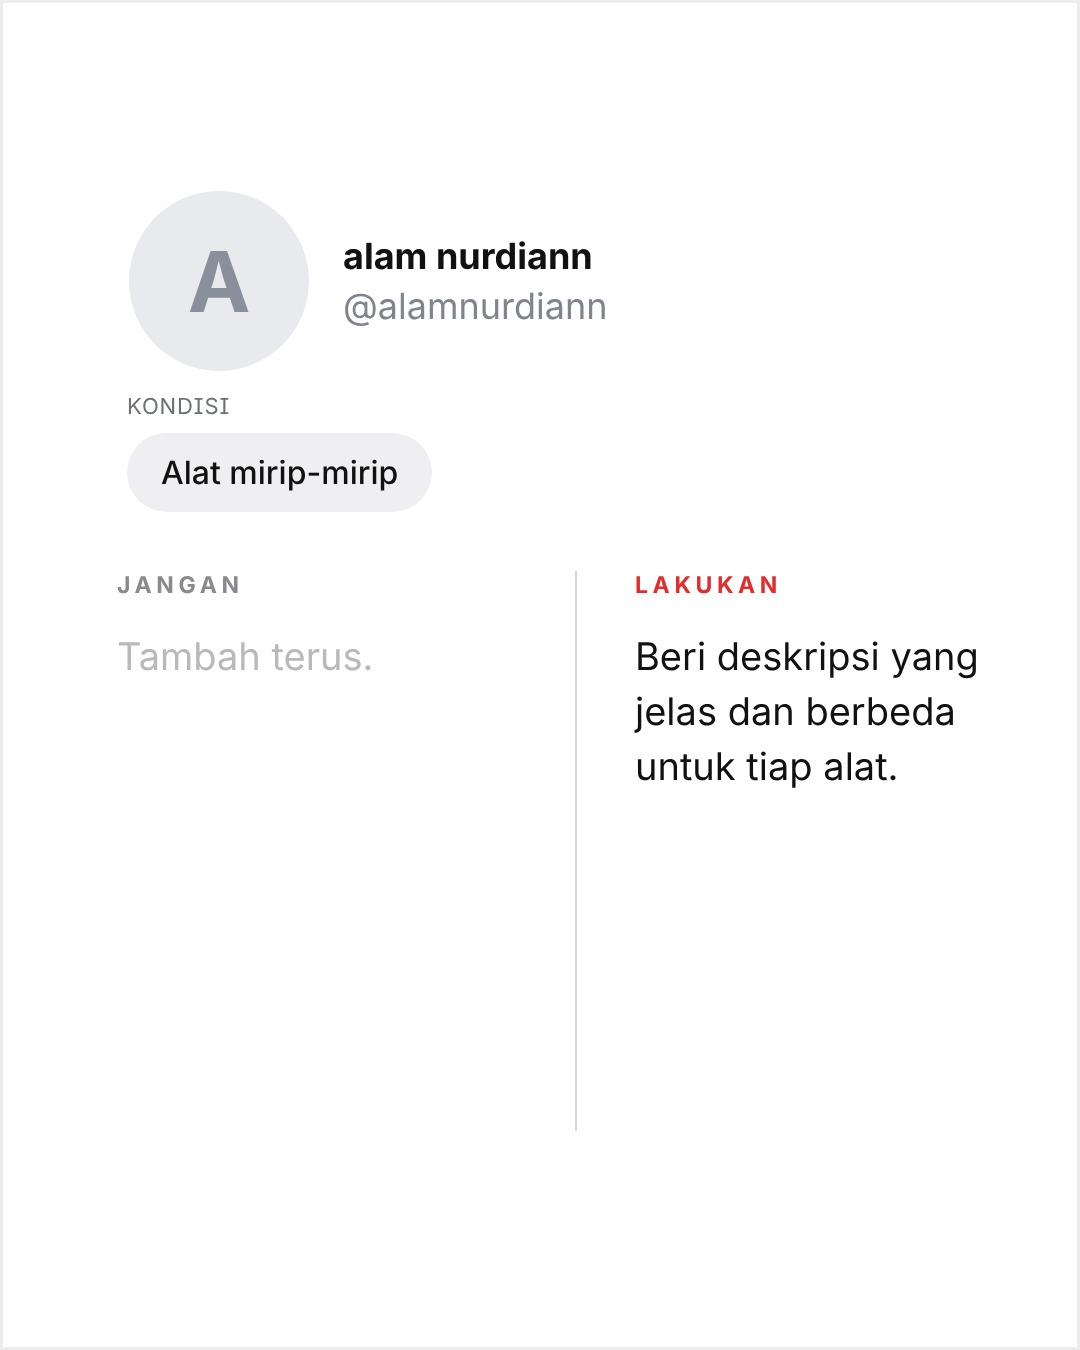 A
alam nurdiann
@alamnurdiann
KONDISI
Alat mirip-mirip
JANGAN
Tambah terus.
LAKUKAN
Beri deskripsi yang
jelas dan berbeda
untuk tiap alat.